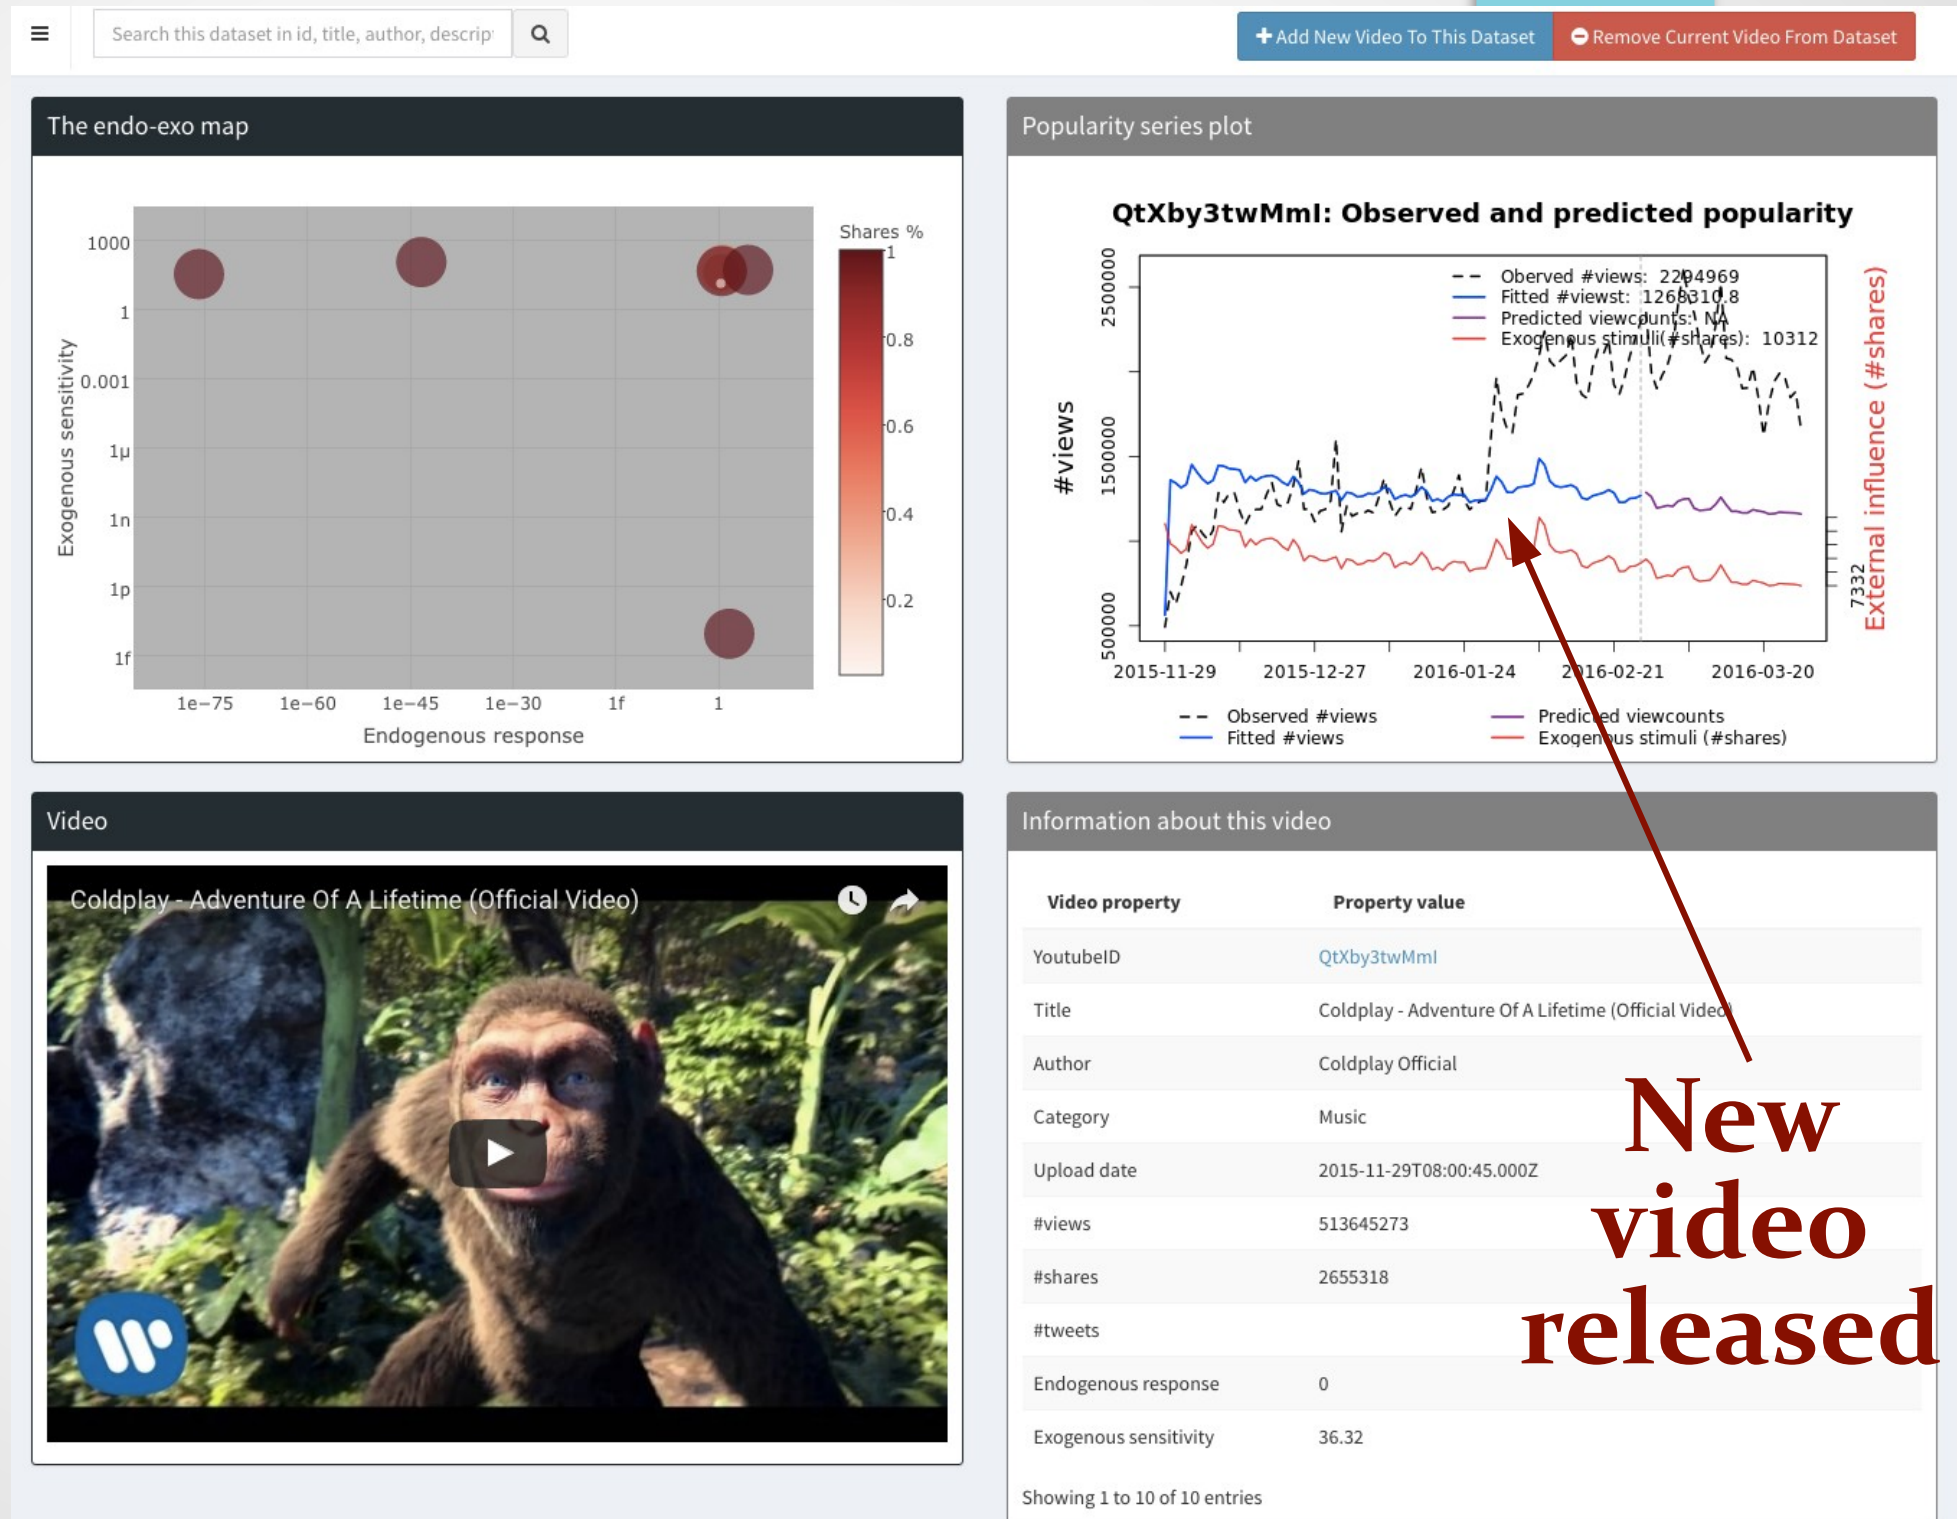 Search this dataset in id, title, author, descrip
Add New Video To This Dataset
Remove Current Video From Dataset
The endo-exo map
Shares %
1000
1
0.001
1µ
1n
1p
1f
Exogenous sensitivity
1e−75
1e−60
1e−45
1e−30
1f
1
Endogenous response
1
0.8
0.6
0.4
0.2
Popularity series plot
QtXby3twMmI: Observed and predicted popularity
Oberved #views: 2294969
Fitted #viewst: 1268310.8
Predicted viewcounts: NA
Exogenous stimuli(#shares): 10312
#views
500000
1500000
2500000
External influence (#shares)
7332
2015-11-29
2015-12-27
2016-01-24
2016-02-21
2016-03-20
Observed #views
Fitted #views
Predicted viewcounts
Exogenous stimuli (#shares)
Video
Coldplay - Adventure Of A Lifetime (Official Video)
Information about this video
Video property Property value
YoutubeID QtXby3twMmI
Title Coldplay - Adventure Of A Lifetime (Official Video)
Author Coldplay Official
Category Music
Upload date 2015-11-29T08:00:45.000Z
#views 513645273
#shares 2655318
#tweets
Endogenous response 0
Exogenous sensitivity 36.32
Showing 1 to 10 of 10 entries
New
video
released